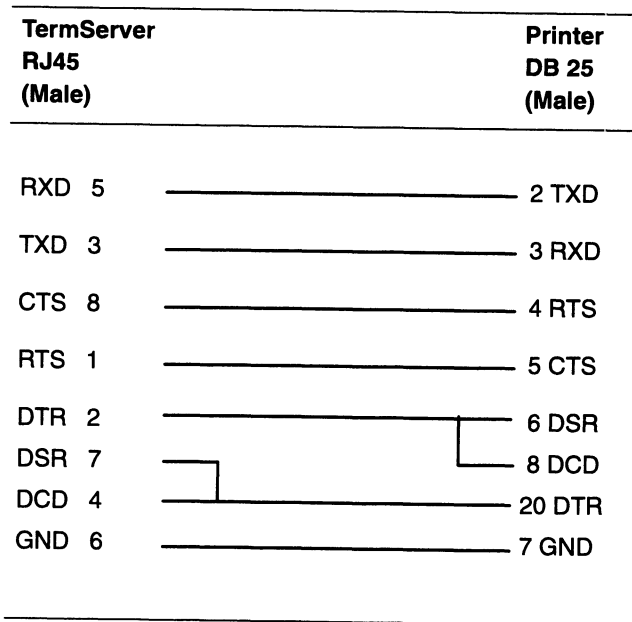 TermServer Printer
RJ45 DB 25
(Male) (Male)
RXD 5 2 TXD
TXD 3 3 RXD
CTS 8 4 RTS
RTS 1 5 CTS
DTR 2 6 DSR
DSR 7 8 DCD
DCD 4 20 DTR
GND 6 7 GND